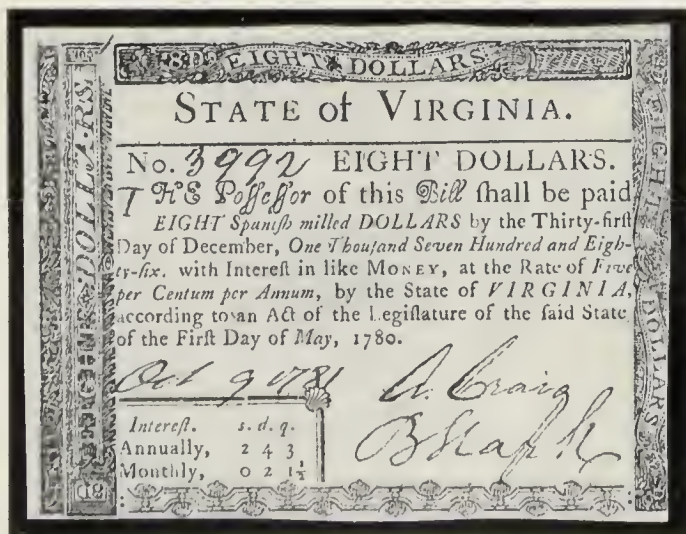 EIGHT DOLLARS
STATE of VIRGINIA.
No. 3992 EIGHT DOLLARS.
THE Poſſeſſor of this Bill ſhall be paid
EIGHT Spaniſh milled DOLLARS by the Thirty-firſt
Day of December, One Thouſand Seven Hundred and Eigh-
ty-ſix. with Intereſt in like MONEY, at the Rate of Five
per Centum per Annum, by the State of VIRGINIA,
according to an Act of the Legiſlature of the ſaid State
of the Firſt Day of May, 1780.
Oct 9 1781 A. Craig
B Stark
Intereſt. s. d. q.
Annually, 2 4 3
Monthly, 0 2 1½
EIGHT DOLLARS
EIGHT DOLLARS